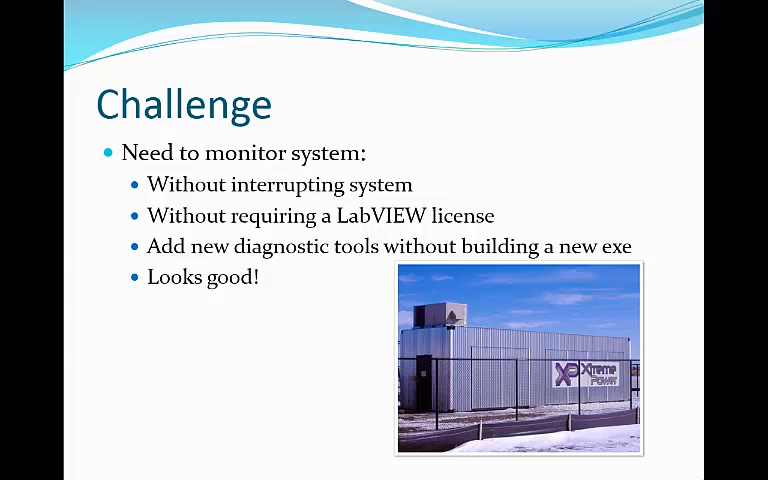 Challenge
Need to monitor system:
Without interrupting system
Without requiring a LabVIEW license
Add new diagnostic tools without building a new exe
Looks good!
XP Xtreme
Power